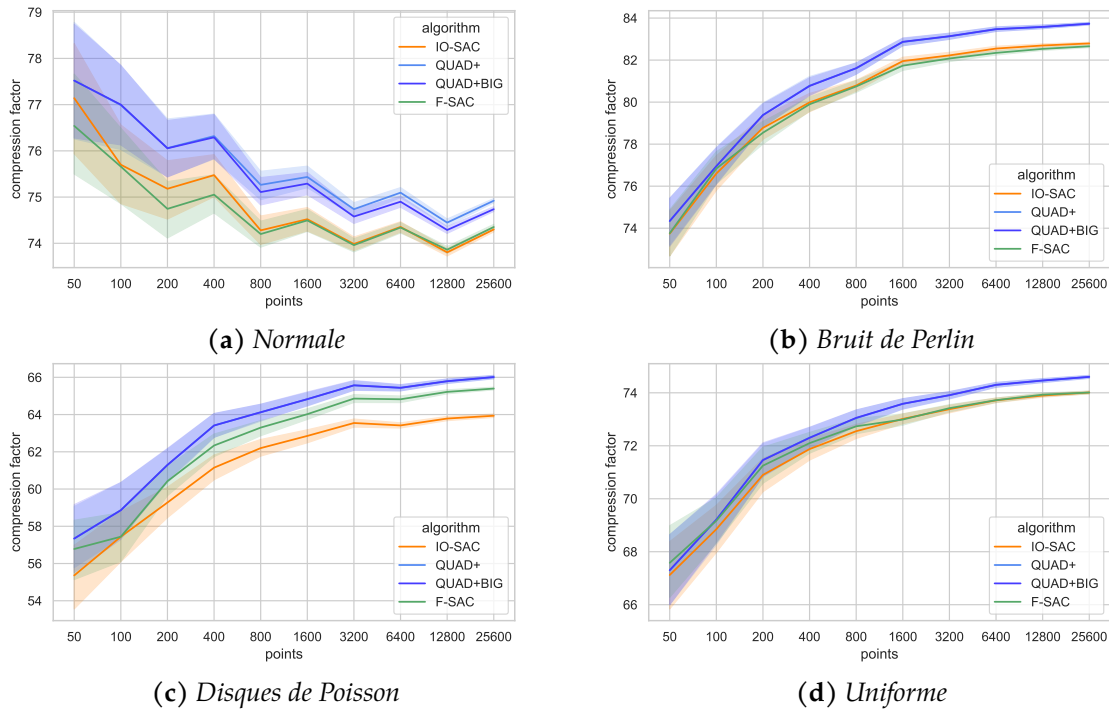 79
78
77
76
75
74
compression factor
algorithm
IO-SAC
QUAD+
QUAD+BIG
F-SAC
50 100 200 400 800 1600 3200 6400 12800 25600
points
(a) Normale
84
82
80
78
76
74
compression factor
algorithm
IO-SAC
QUAD+
QUAD+BIG
F-SAC
50 100 200 400 800 1600 3200 6400 12800 25600
points
(b) Bruit de Perlin
66
64
62
60
58
56
54
compression factor
algorithm
IO-SAC
QUAD+
QUAD+BIG
F-SAC
50 100 200 400 800 1600 3200 6400 12800 25600
points
(c) Disques de Poisson
74
72
70
68
66
compression factor
algorithm
IO-SAC
QUAD+
QUAD+BIG
F-SAC
50 100 200 400 800 1600 3200 6400 12800 25600
points
(d) Uniforme